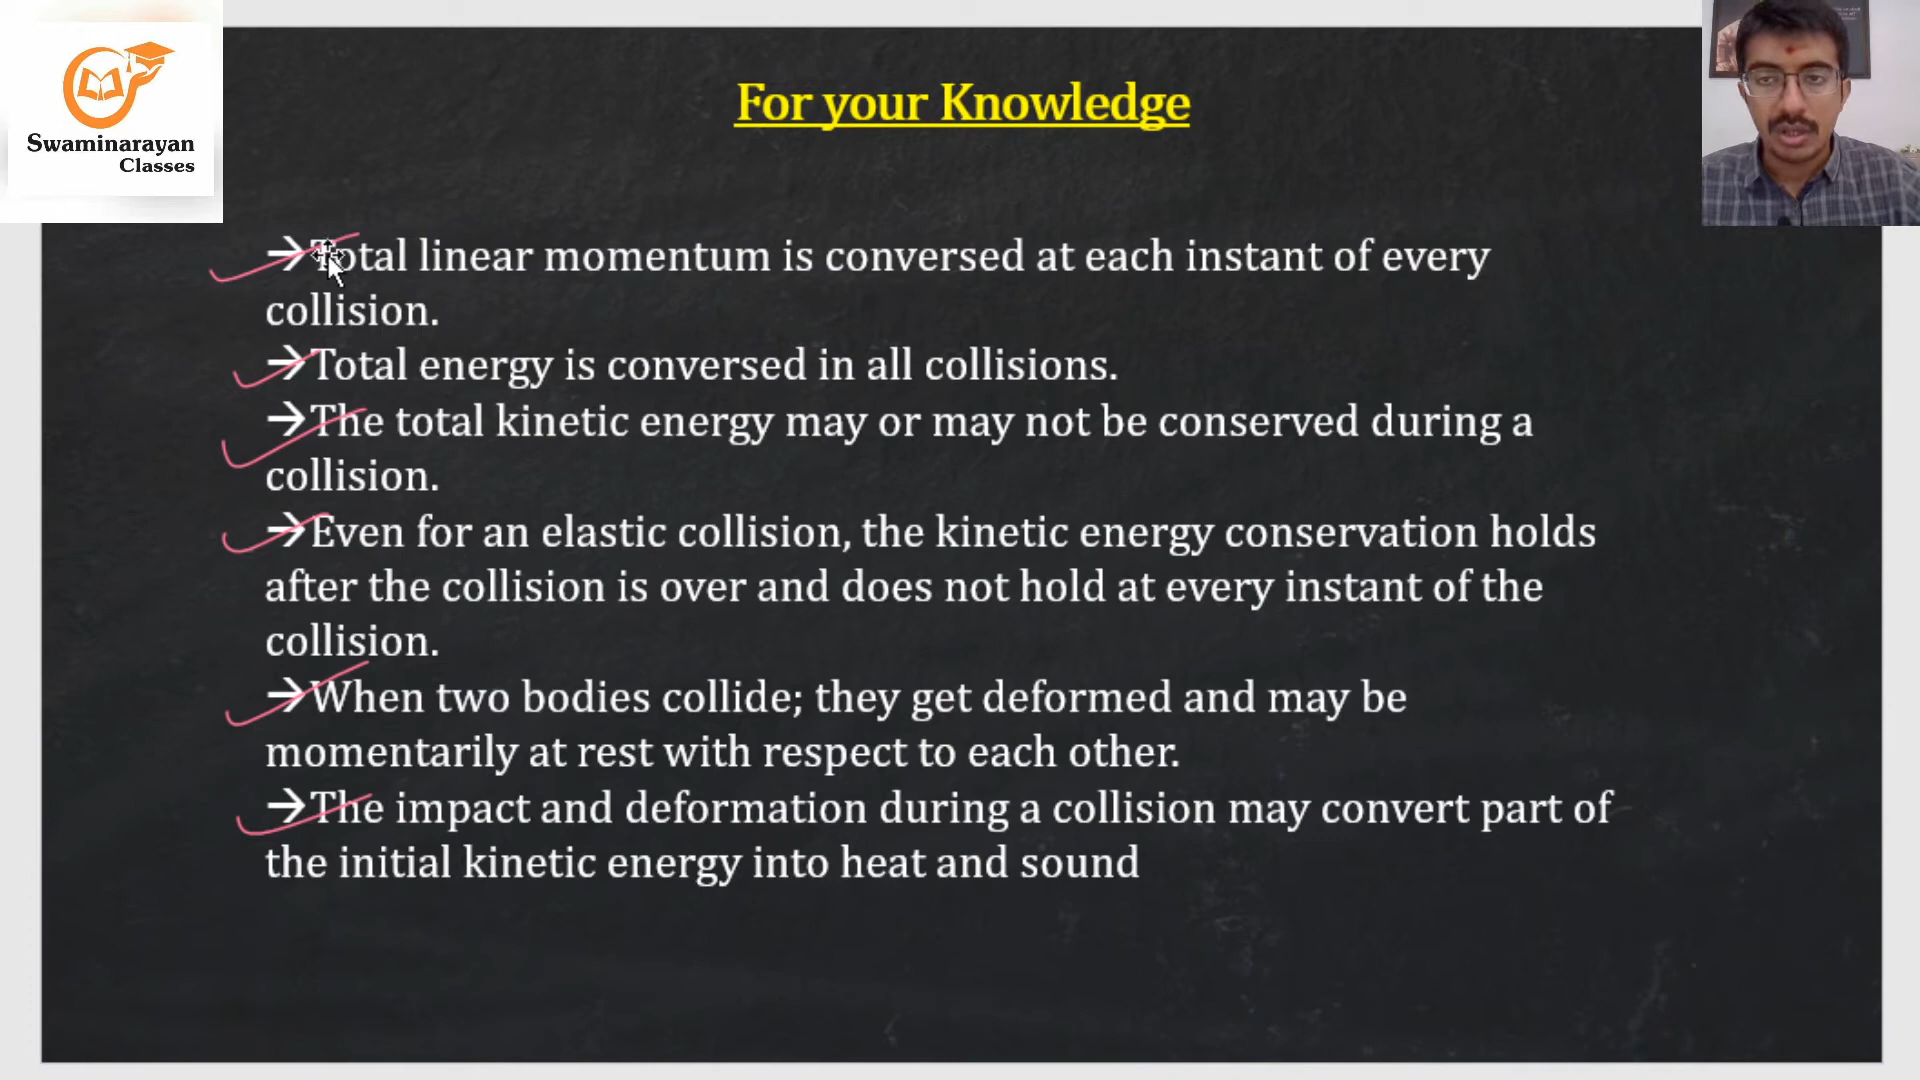 Swaminarayan
Classes
For your Knowledge
→Total linear momentum is conversed at each instant of every
collision.
→Total energy is conversed in all collisions.
→The total kinetic energy may or may not be conserved during a
collision.
→Even for an elastic collision, the kinetic energy conservation holds
after the collision is over and does not hold at every instant of the
collision.
→When two bodies collide; they get deformed and may be
momentarily at rest with respect to each other.
→The impact and deformation during a collision may convert part of
the initial kinetic energy into heat and sound